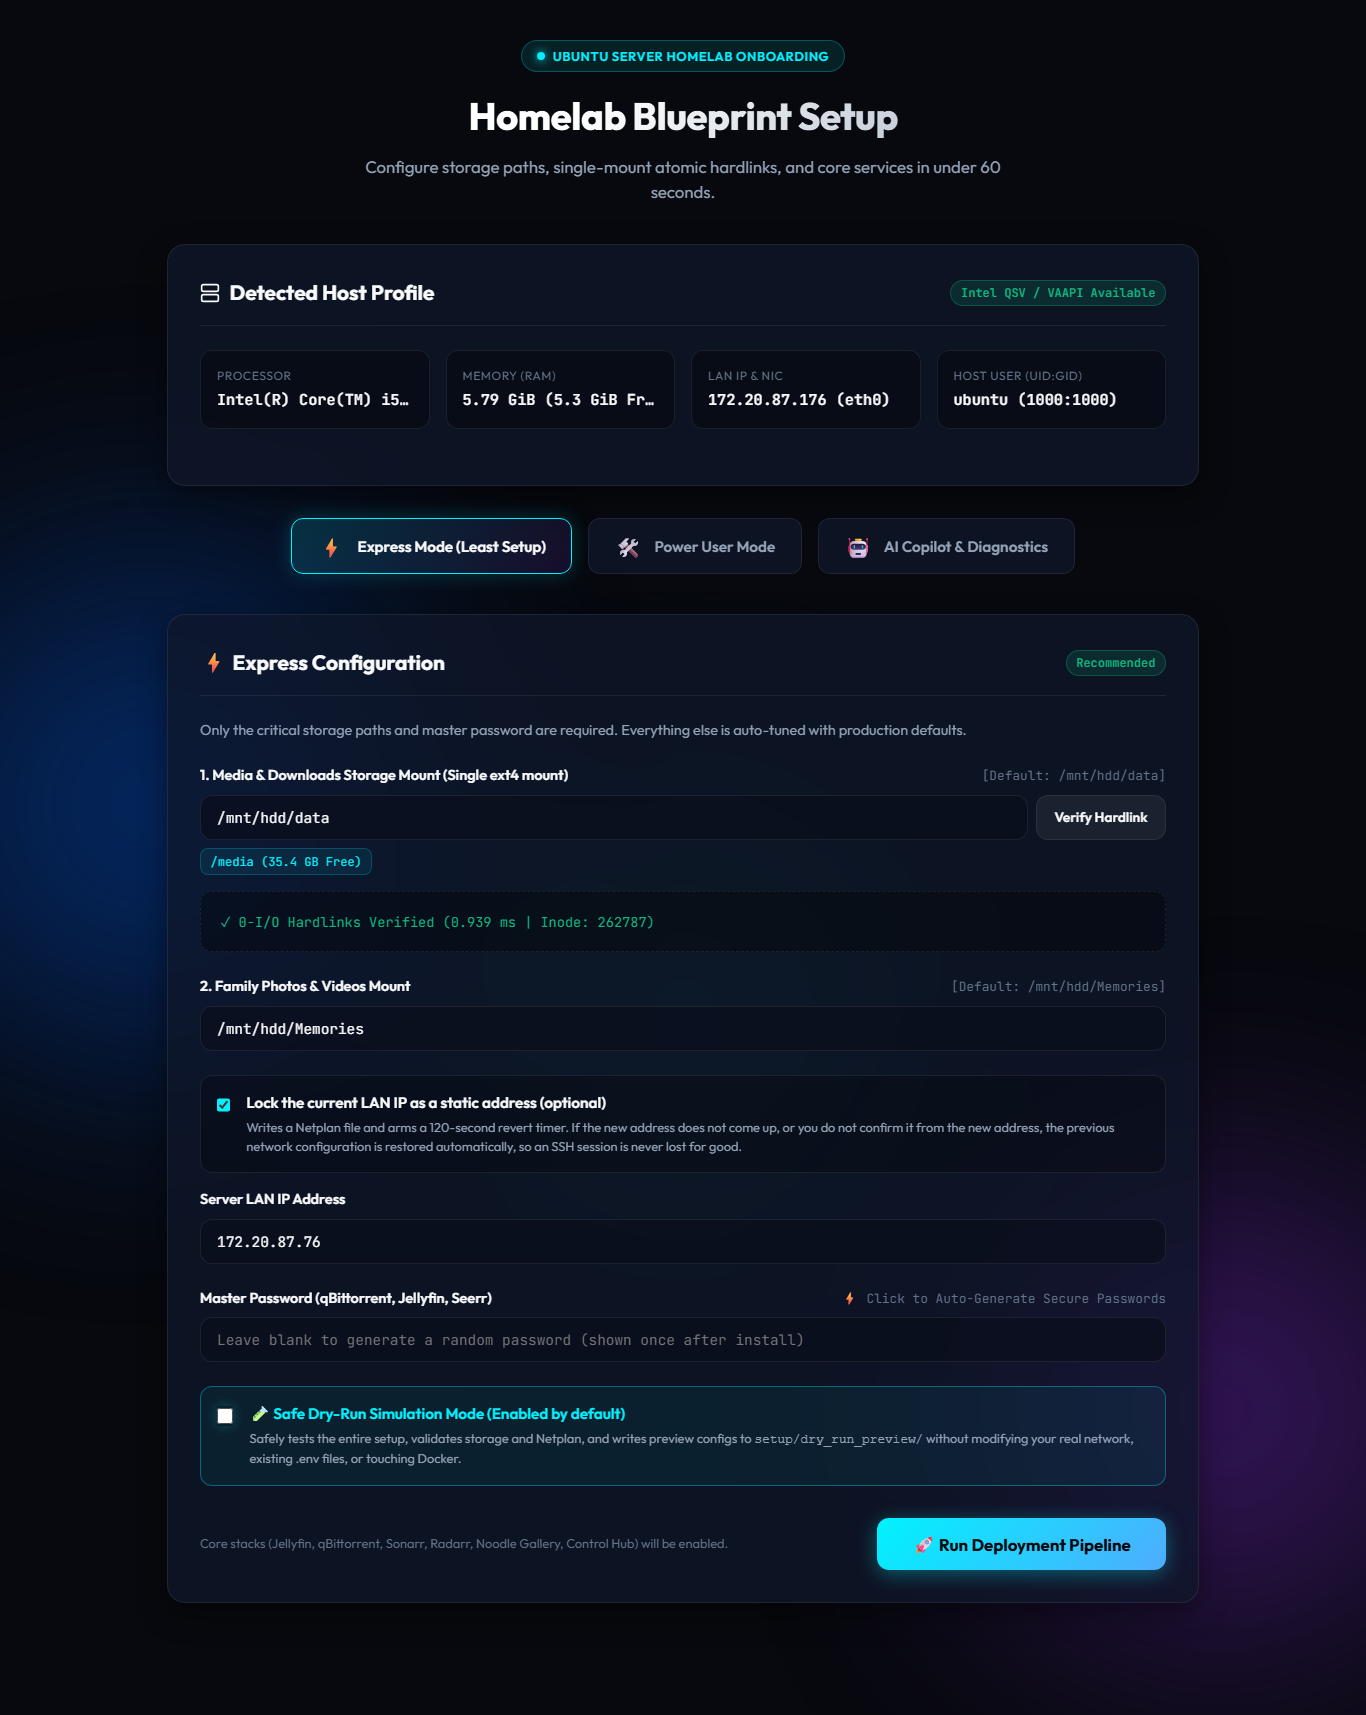 UBUNTU SERVER HOMELAB ONBOARDING
Homelab Blueprint Setup
Configure storage paths, single-mount atomic hardlinks, and core services in under 60
seconds.
Detected Host Profile
Intel QSV / VAAPI Available
PROCESSOR
Intel(R) Core(TM) i5…
MEMORY (RAM)
5.79 GiB (5.3 GiB Fr…
LAN IP & NIC
172.20.87.176 (eth0)
HOST USER (UID:GID)
ubuntu (1000:1000)
Express Mode (Least Setup)
Power User Mode
AI Copilot & Diagnostics
Express Configuration
Recommended
Only the critical storage paths and master password are required. Everything else is auto-tuned with production defaults.
1. Media & Downloads Storage Mount (Single ext4 mount)
[Default: /mnt/hdd/data]
/mnt/hdd/data
Verify Hardlink
/media (35.4 GB Free)
✓ 0-I/O Hardlinks Verified (0.939 ms | Inode: 262787)
2. Family Photos & Videos Mount
[Default: /mnt/hdd/Memories]
/mnt/hdd/Memories
Lock the current LAN IP as a static address (optional)
Writes a Netplan file and arms a 120-second revert timer. If the new address does not come up, or you do not confirm it from the new address, the previous
network configuration is restored automatically, so an SSH session is never lost for good.
Server LAN IP Address
172.20.87.76
Master Password (qBittorrent, Jellyfin, Seerr)
⚡ Click to Auto-Generate Secure Passwords
Leave blank to generate a random password (shown once after install)
🧪 Safe Dry-Run Simulation Mode (Enabled by default)
Safely tests the entire setup, validates storage and Netplan, and writes preview configs to setup/dry_run_preview/ without modifying your real network,
existing .env files, or touching Docker.
Core stacks (Jellyfin, qBittorrent, Sonarr, Radarr, Noodle Gallery, Control Hub) will be enabled.
🚀 Run Deployment Pipeline